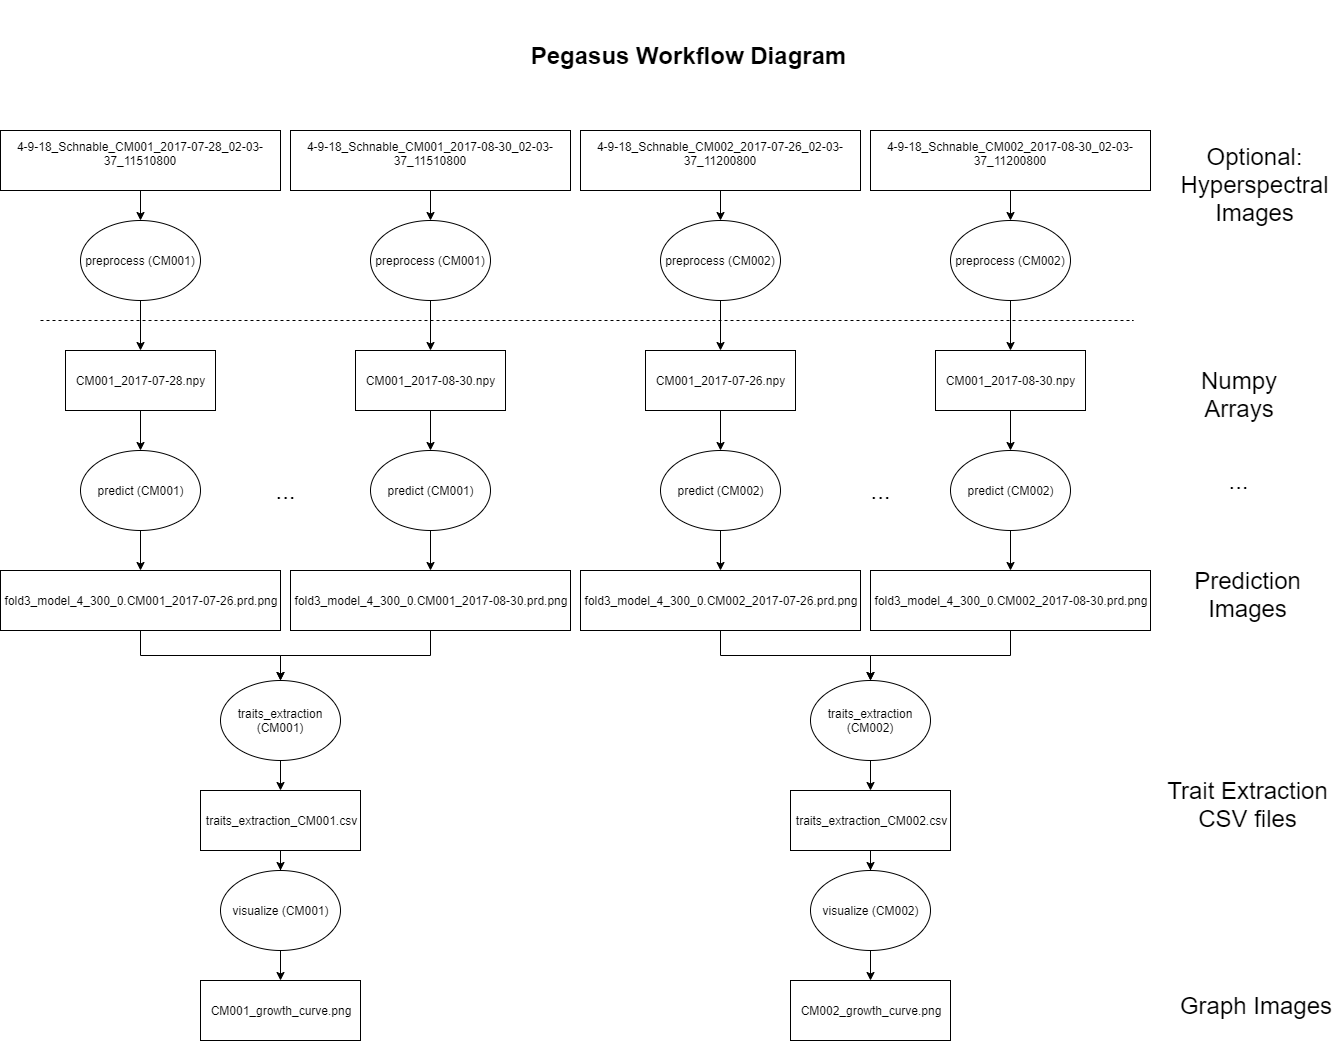 Pegasus Workflow Diagram
4-9-18_Schnable_CM001_2017-07-28_02-03-
37_11510800
4-9-18_Schnable_CM001_2017-08-30_02-03-
37_11510800
4-9-18_Schnable_CM002_2017-07-26_02-03-
37_11200800
4-9-18_Schnable_CM002_2017-08-30_02-03-
37_11200800
Optional:
Hyperspectral
Images
preprocess (CM001)
preprocess (CM001)
preprocess (CM002)
preprocess (CM002)
CM001_2017-07-28.npy
CM001_2017-08-30.npy
CM001_2017-07-26.npy
CM001_2017-08-30.npy
Numpy
Arrays
predict (CM001)
...
predict (CM001)
predict (CM002)
...
predict (CM002)
...
fold3_model_4_300_0.CM001_2017-07-26.prd.png
fold3_model_4_300_0.CM001_2017-08-30.prd.png
fold3_model_4_300_0.CM002_2017-07-26.prd.png
fold3_model_4_300_0.CM002_2017-08-30.prd.png
Prediction
Images
traits_extraction
(CM001)
traits_extraction
(CM002)
traits_extraction_CM001.csv
traits_extraction_CM002.csv
Trait Extraction
CSV files
visualize (CM001)
visualize (CM002)
CM001_growth_curve.png
CM002_growth_curve.png
Graph Images